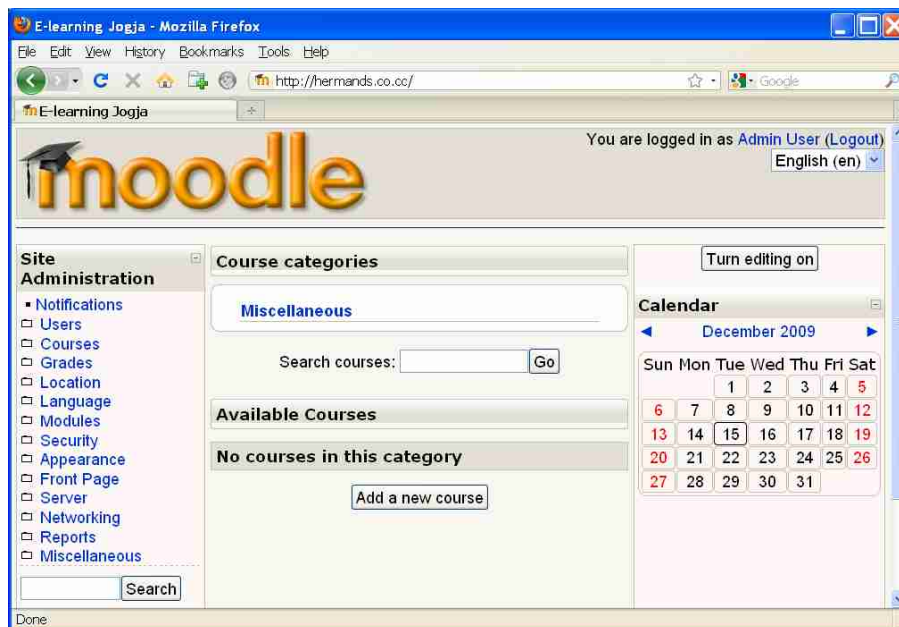 E-learning Jogja - Mozilla Firefox
File Edit View History Bookmarks Tools Help
http://hermands.co.cc/
Google
E-learning Jogja
moodle
You are logged in as Admin User (Logout)
English (en)
Site
Administration
Notifications
Users
Courses
Grades
Location
Language
Modules
Security
Appearance
Front Page
Server
Networking
Reports
Miscellaneous
Search
Course categories
Miscellaneous
Search courses: Go
Available Courses
No courses in this category
Add a new course
Turn editing on
Calendar
December 2009
Sun Mon Tue Wed Thu Fri Sat
1 2 3 4 5
6 7 8 9 10 11 12
13 14 15 16 17 18 19
20 21 22 23 24 25 26
27 28 29 30 31
Done